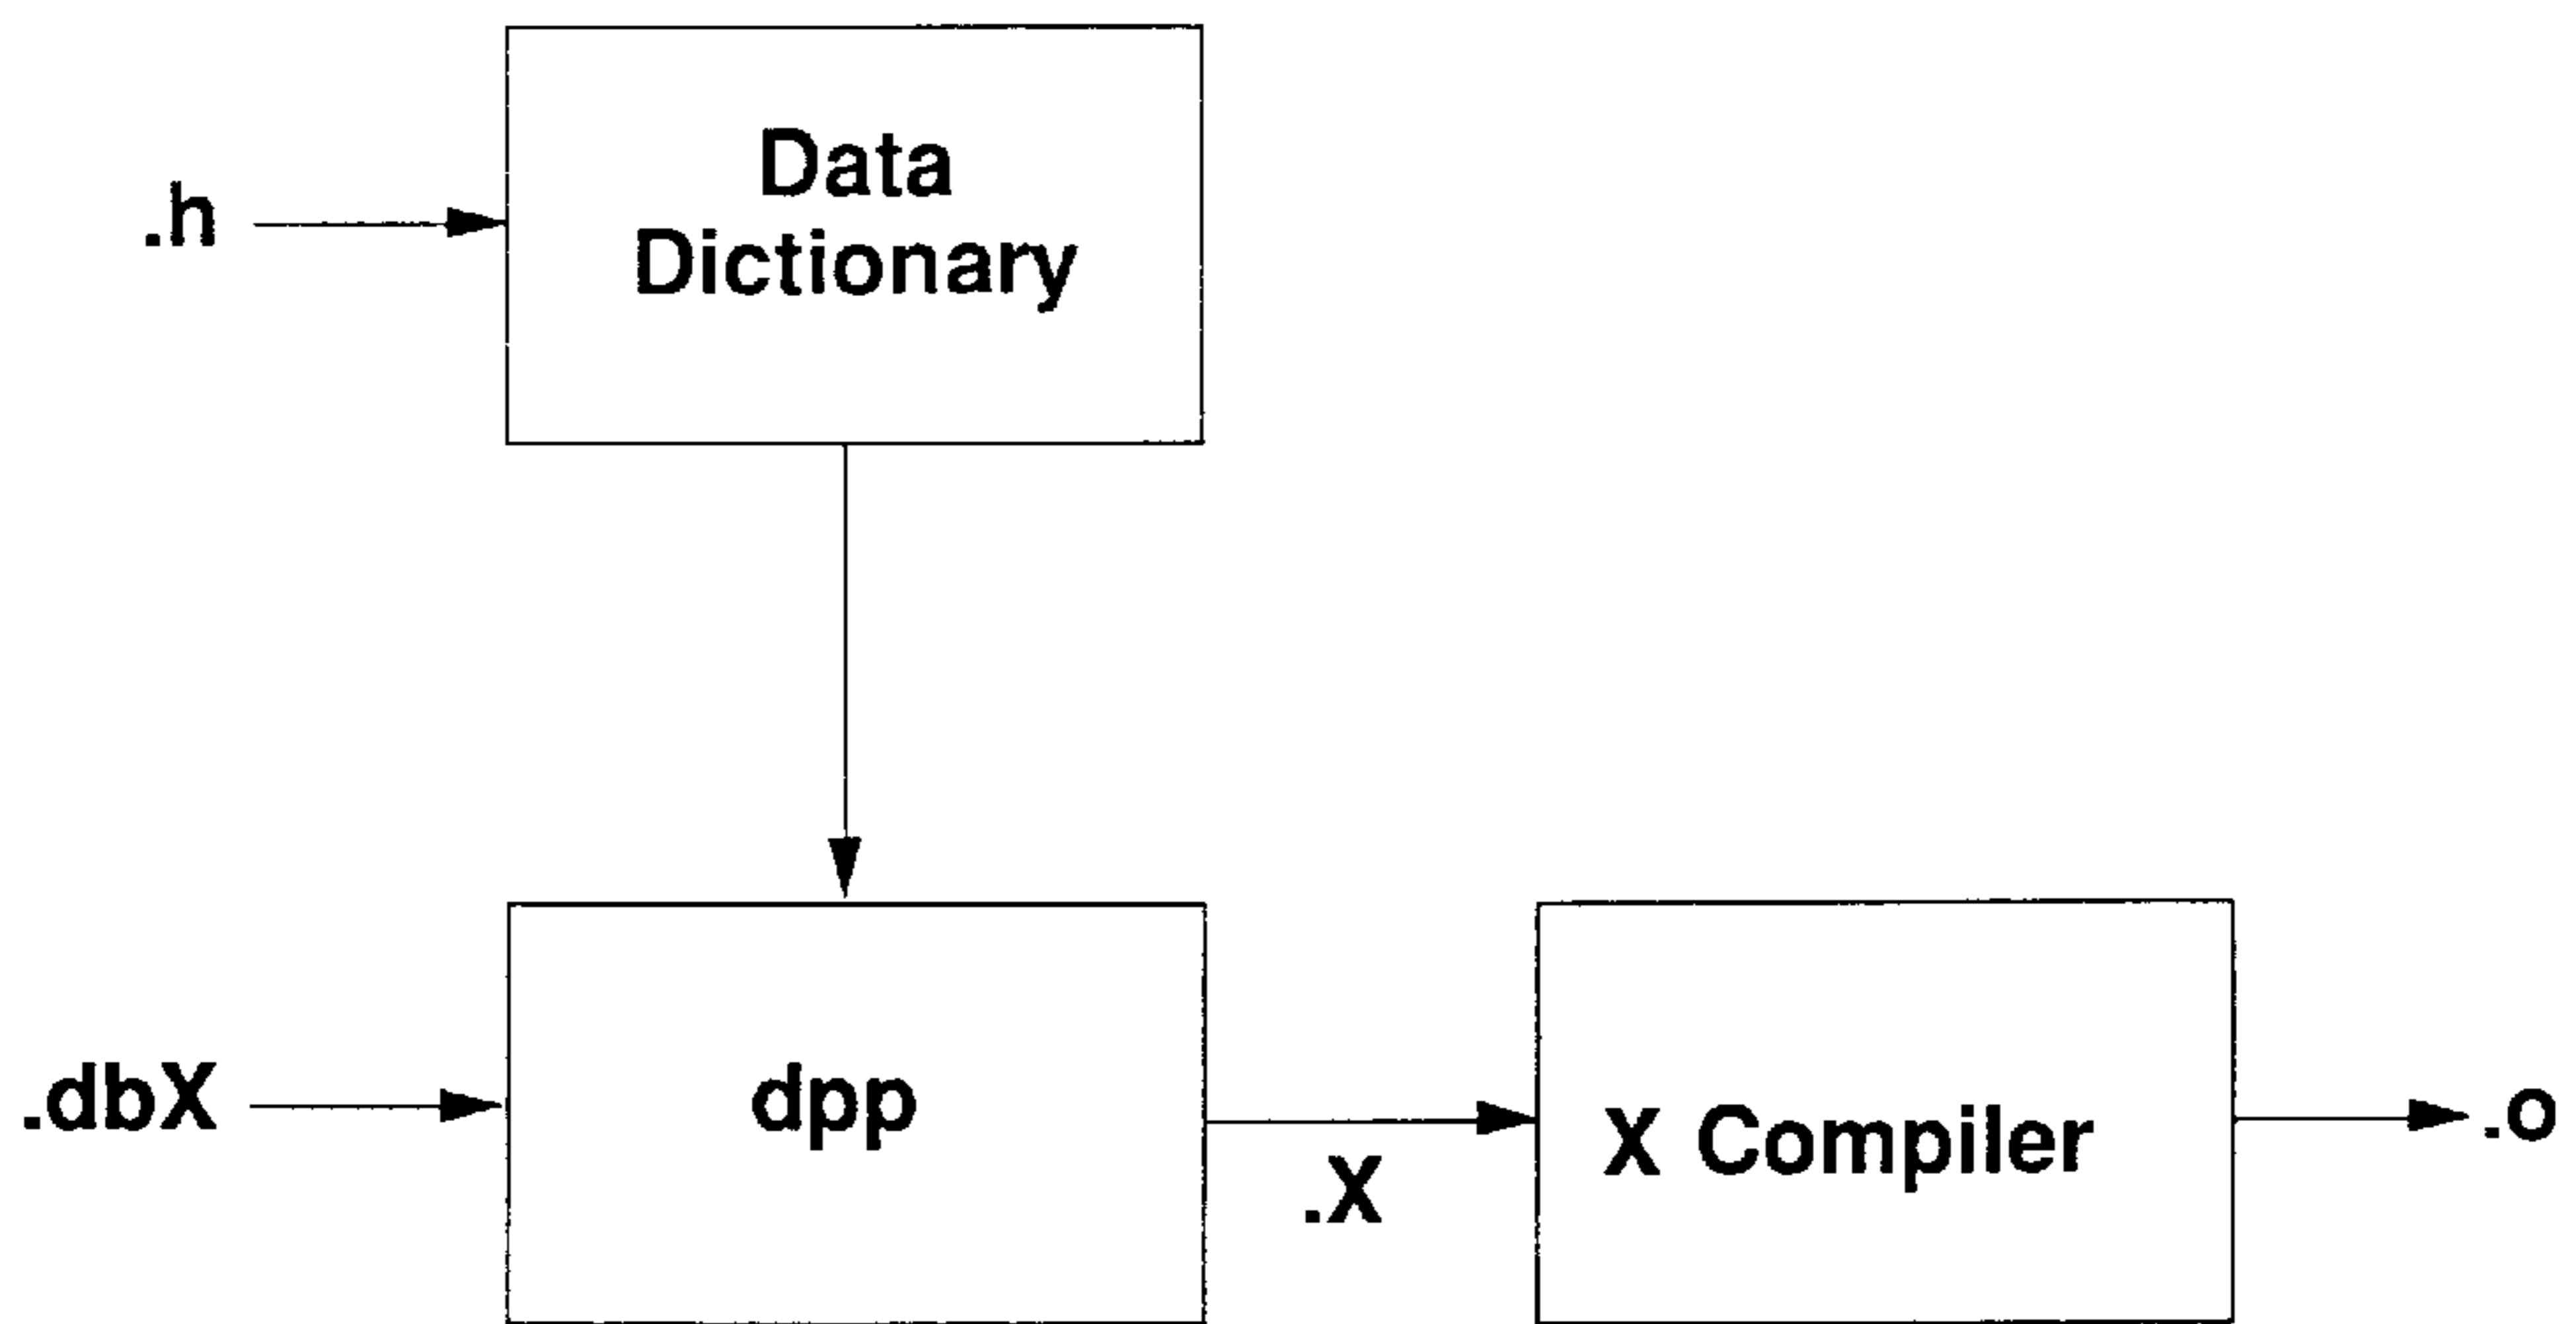 .h
Data
Dictionary
.dbX
dpp
.X
X Compiler
.o